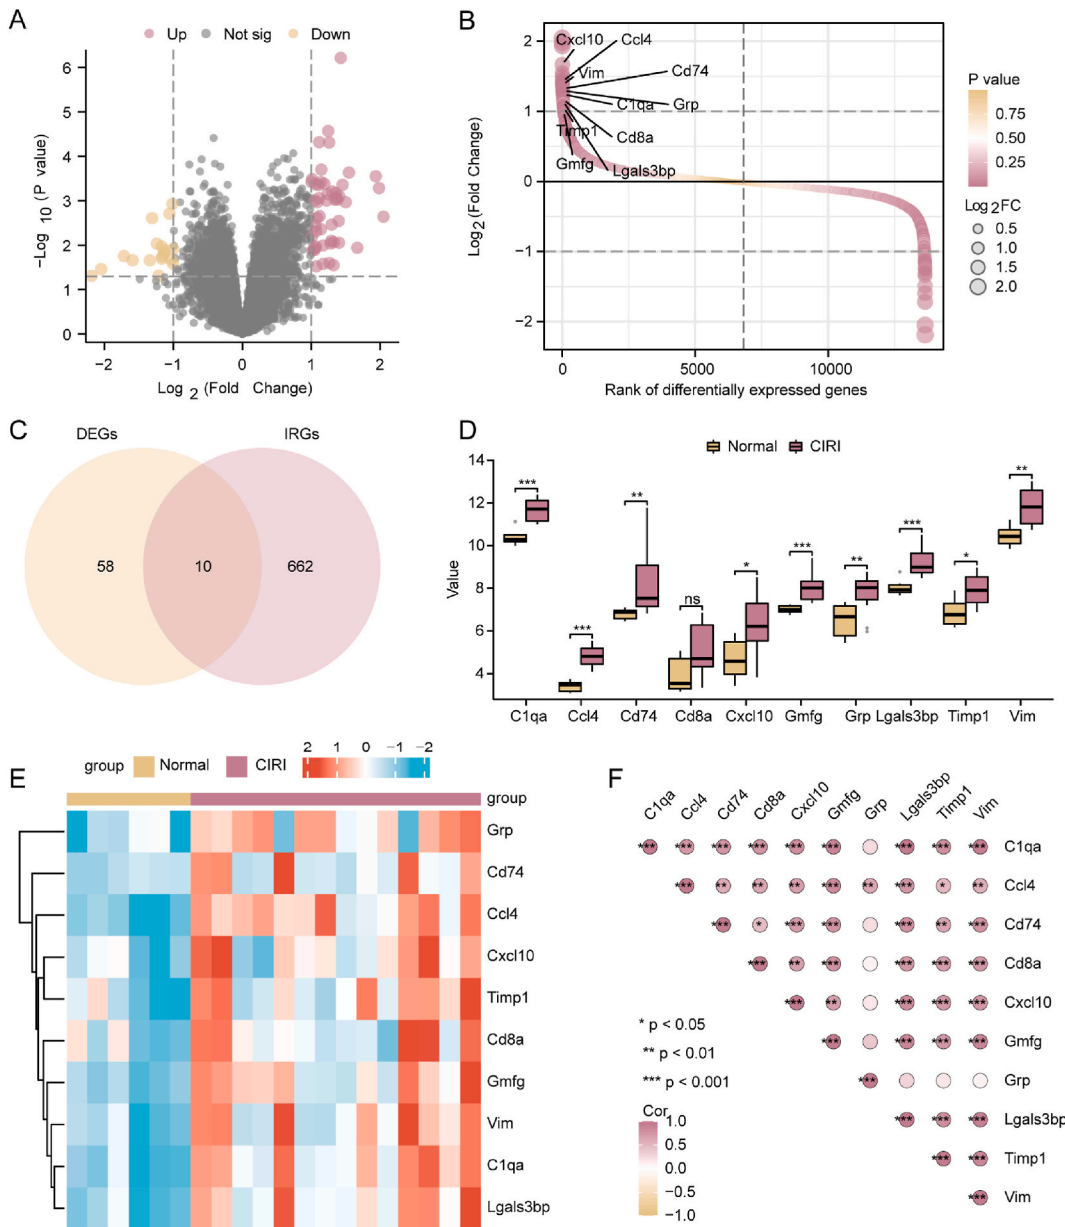 A
Up Not sig Down
6
5
4
3
2
1
0
−Log 10 (P value)
−2 −1 0 1 2
Log 2 (Fold Change)
B
2
1
0
−1
−2
Log2(Fold Change)
Cxcl10
Ccl4
Vim
Cd74
C1qa
Grp
Timp1
Cd8a
Gmfg
Lgals3bp
0 5000 10000
Rank of differentially expressed genes
P value
0.75
0.50
0.25
Log 2FC
0.5
1.0
1.5
2.0
C
DEGs IRGs
58 10 662
D
Normal CIRI
14
12
10
8
6
4
Value
*** *** ** ns * *** ** *** * **
C1qa Ccl4 Cd74 Cd8a Cxcl10 Gmfg Grp Lgals3bp Timp1 Vim
E
group Normal CIRI
2 1 0 −1 −2
group
Grp
Cd74
Ccl4
Cxcl10
Timp1
Cd8a
Gmfg
Vim
C1qa
Lgals3bp
F
C1qa Ccl4 Cd74 Cd8a Cxcl10 Gmfg Grp Lgals3bp Timp1 Vim
*** *** *** *** *** *** *** *** *** C1qa
*** ** ** ** *** ** *** * ** Ccl4
*** * *** *** *** ** *** Cd74
*** ** *** *** *** *** Cd8a
*** ** *** *** *** Cxcl10
*** *** *** *** Gmfg
*** Grp
*** *** *** Lgals3bp
*** *** Timp1
*** Vim
* p < 0.05
** p < 0.01
*** p < 0.001
Cor
1.0
0.5
0.0
−0.5
−1.0